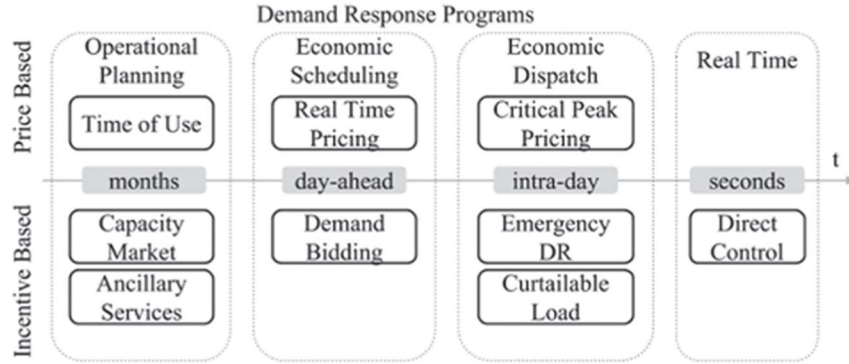 Demand Response Programs
Price Based
Operational
Planning
Time of Use
Economic
Scheduling
Real Time
Pricing
Economic
Dispatch
Critical Peak
Pricing
Real Time
t
months
day-ahead
intra-day
seconds
Incentive Based
Capacity
Market
Ancillary
Services
Demand
Bidding
Emergency
DR
Curtailable
Load
Direct
Control